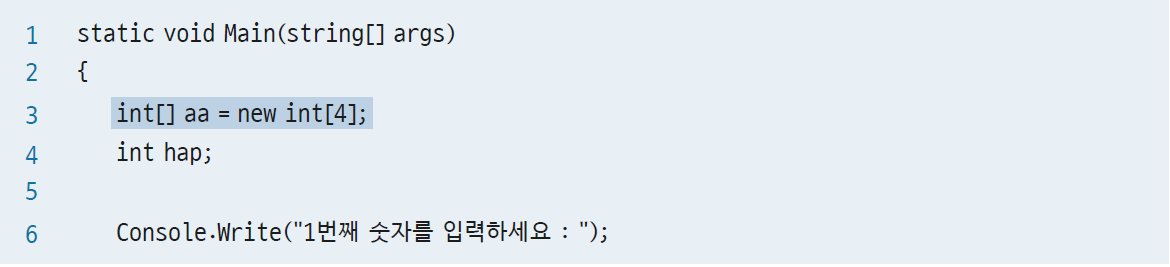 1 static void Main(string[] args)
2 {
3 int[] aa = new int[4];
4 int hap;
5
6 Console.Write("1번째 숫자를 입력하세요 : ");